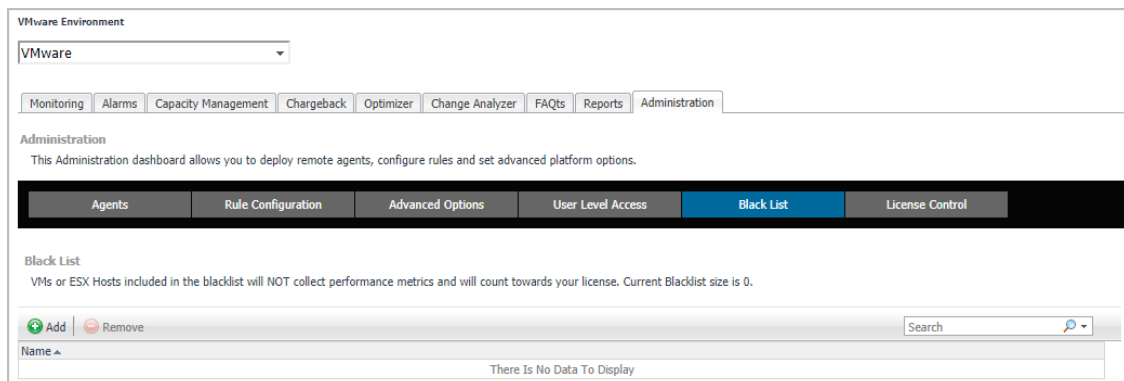 VMware Environment
VMware
Monitoring Alarms Capacity Management Chargeback Optimizer Change Analyzer FAQts Reports Administration
Administration
This Administration dashboard allows you to deploy remote agents, configure rules and set advanced platform options.
Agents Rule Configuration Advanced Options User Level Access Black List License Control
Black List
VMs or ESX Hosts included in the blacklist will NOT collect performance metrics and will count towards your license. Current Blacklist size is 0.
Add Remove Search
Name
There Is No Data To Display